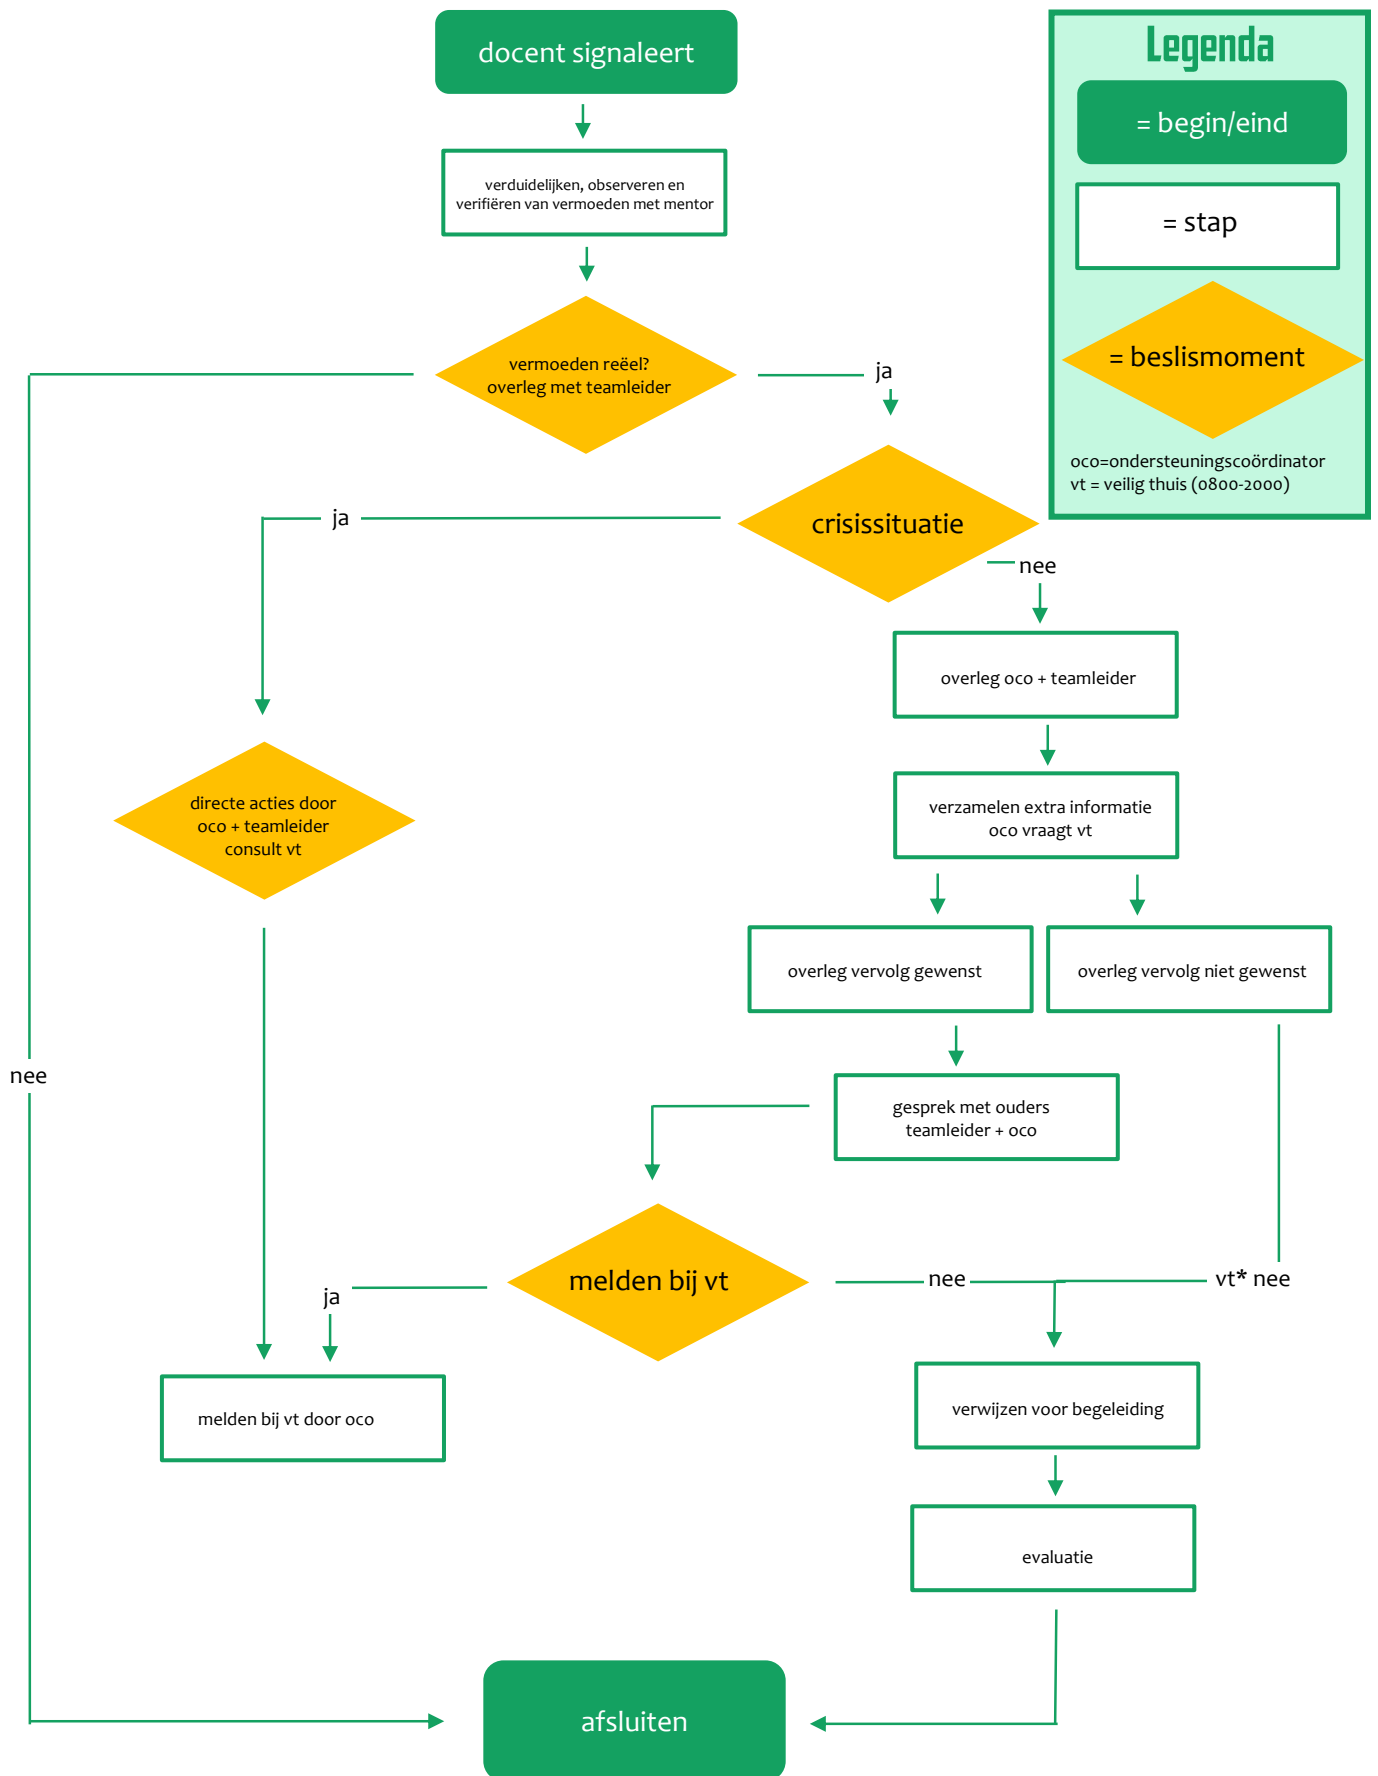 docent signaleert
Legenda
= begin/eind
= stap
= beslismoment
oco=ondersteuningscoördinator
vt = veilig thuis (0800-2000)
verduidelijken, observeren en
verifiëren van vermoeden met mentor
vermoeden reëel?
overleg met teamleider
ja
crisissituatie
ja
nee
overleg oco + teamleider
directe acties door
oco + teamleider
consult vt
verzamelen extra informatie
oco vraagt vt
overleg vervolg gewenst
overleg vervolg niet gewenst
nee
gesprek met ouders
teamleider + oco
melden bij vt
nee
vt* nee
ja
melden bij vt door oco
verwijzen voor begeleiding
evaluatie
afsluiten